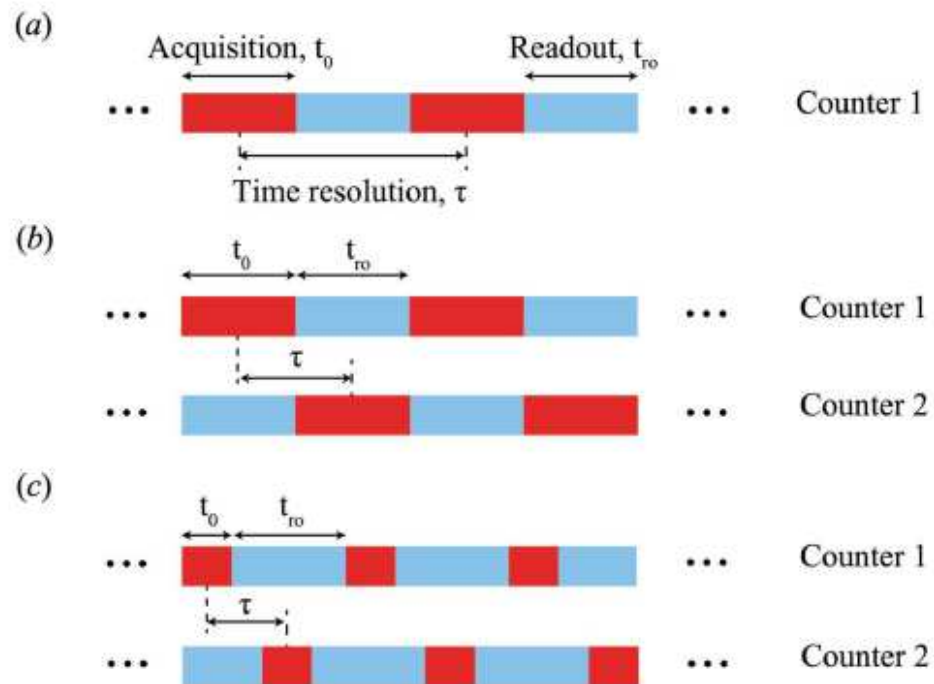 (a)
Acquisition, t₀ Readout, tᵣₒ
••• ••• Counter 1
Time resolution, τ
(b)
t₀ tᵣₒ
••• ••• Counter 1
τ
••• ••• Counter 2
(c)
t₀ tᵣₒ
••• ••• Counter 1
τ
••• ••• Counter 2